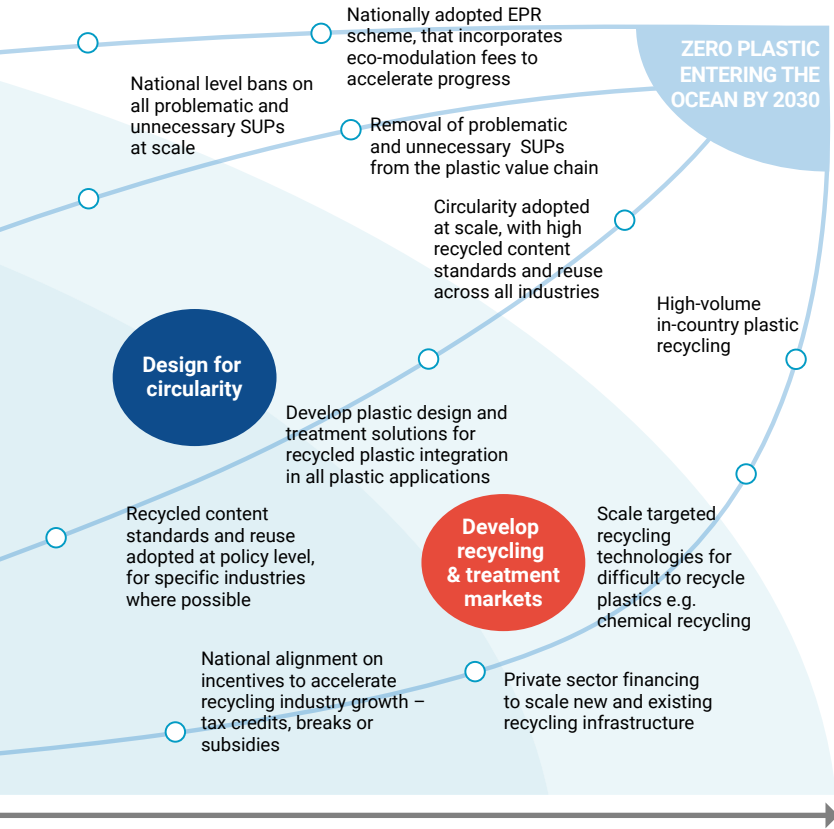 Nationally adopted EPR
scheme, that incorporates
eco-modulation fees to
accelerate progress
ZERO PLASTIC
ENTERING THE
OCEAN BY 2030
National level bans on
all problematic and
unnecessary SUPs
at scale
Removal of problematic
and unnecessary SUPs
from the plastic value chain
Circularity adopted
at scale, with high
recycled content
standards and reuse
across all industries
High-volume
in-country plastic
recycling
Design for
circularity
Develop plastic design and
treatment solutions for
recycled plastic integration
in all plastic applications
Recycled content
standards and reuse
adopted at policy level,
for specific industries
where possible
Develop
recycling
& treatment
markets
Scale targeted
recycling
technologies for
difficult to recycle
plastics e.g.
chemical recycling
National alignment on
incentives to accelerate
recycling industry growth –
tax credits, breaks or
subsidies
Private sector financing
to scale new and existing
recycling infrastructure